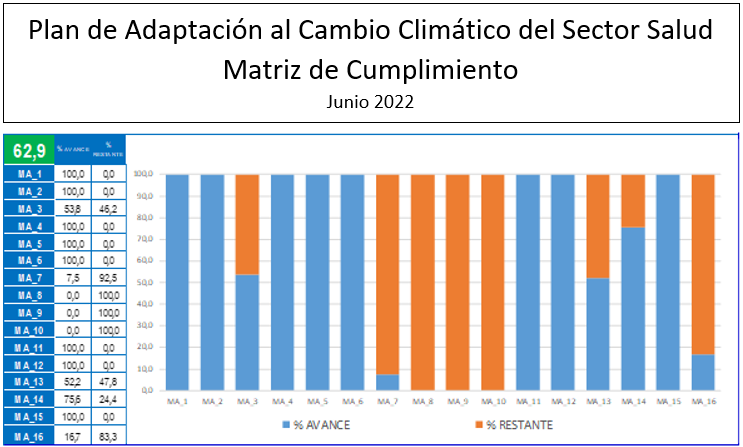 Plan de Adaptación al Cambio Climático del Sector Salud
Matriz de Cumplimiento
Junio 2022
62,9 % AVANCE % RESTANTE
MA_1 100,0 0,0
MA_2 100,0 0,0
MA_3 53,8 46,2
MA_4 100,0 0,0
MA_5 100,0 0,0
MA_6 100,0 0,0
MA_7 7,5 92,5
MA_8 0,0 100,0
MA_9 0,0 100,0
MA_10 0,0 100,0
MA_11 100,0 0,0
MA_12 100,0 0,0
MA_13 52,2 47,8
MA_14 75,6 24,4
MA_15 100,0 0,0
MA_16 16,7 83,3
100,0
90,0
80,0
70,0
60,0
50,0
40,0
30,0
20,0
10,0
0,0
MA_1 MA_2 MA_3 MA_4 MA_5 MA_6 MA_7 MA_8 MA_9 MA_10 MA_11 MA_12 MA_13 MA_14 MA_15 MA_16
% AVANCE % RESTANTE